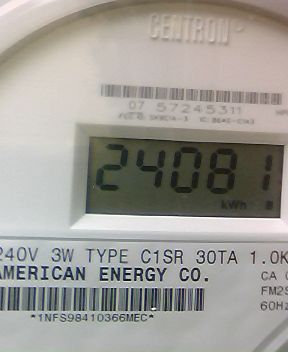 CENTRON®
07 57245311
24081
kWh
240V 3W TYPE C1SR 30TA 1.0K
AMERICAN ENERGY CO.
CA
FM2S
60Hz
*1NFS98410366MEC*